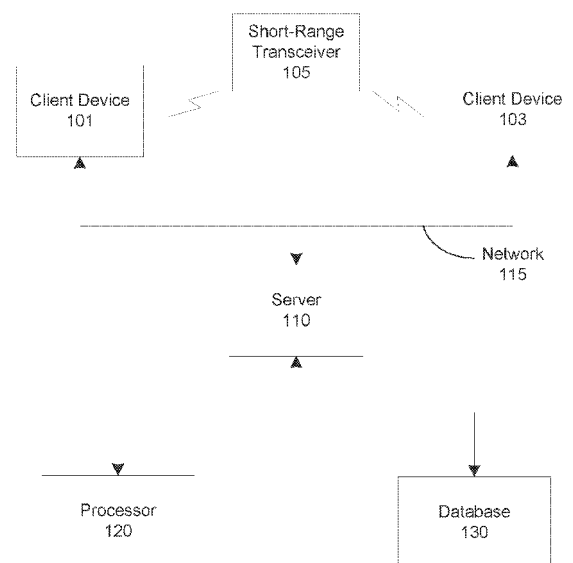 Short-Range
Transceiver
105
Client Device
101
Client Device
103
Network
115
Server
110
Processor
120
Database
130